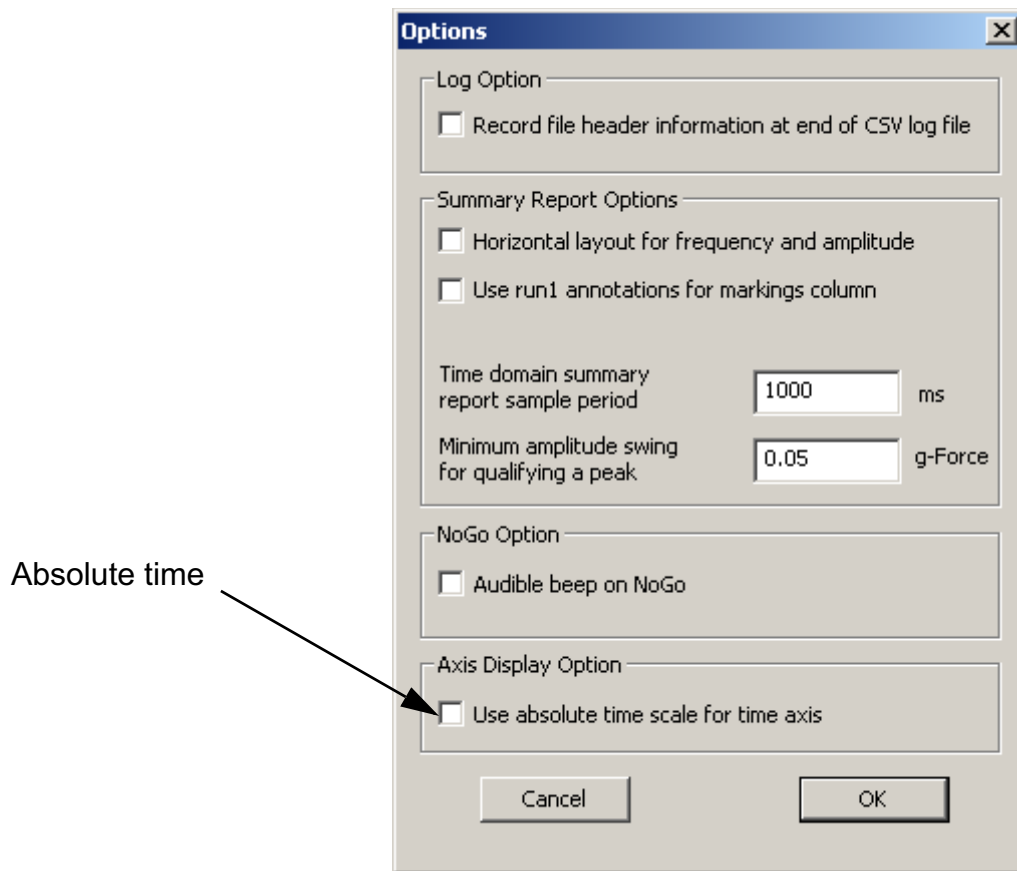 Options
Log Option
Record file header information at end of CSV log file
Summary Report Options
Horizontal layout for frequency and amplitude
Use run1 annotations for markings column
Time domain summary
report sample period
1000 ms
Minimum amplitude swing
for qualifying a peak
0.05 g-Force
NoGo Option
Absolute time
Audible beep on NoGo
Axis Display Option
Use absolute time scale for time axis
Cancel OK